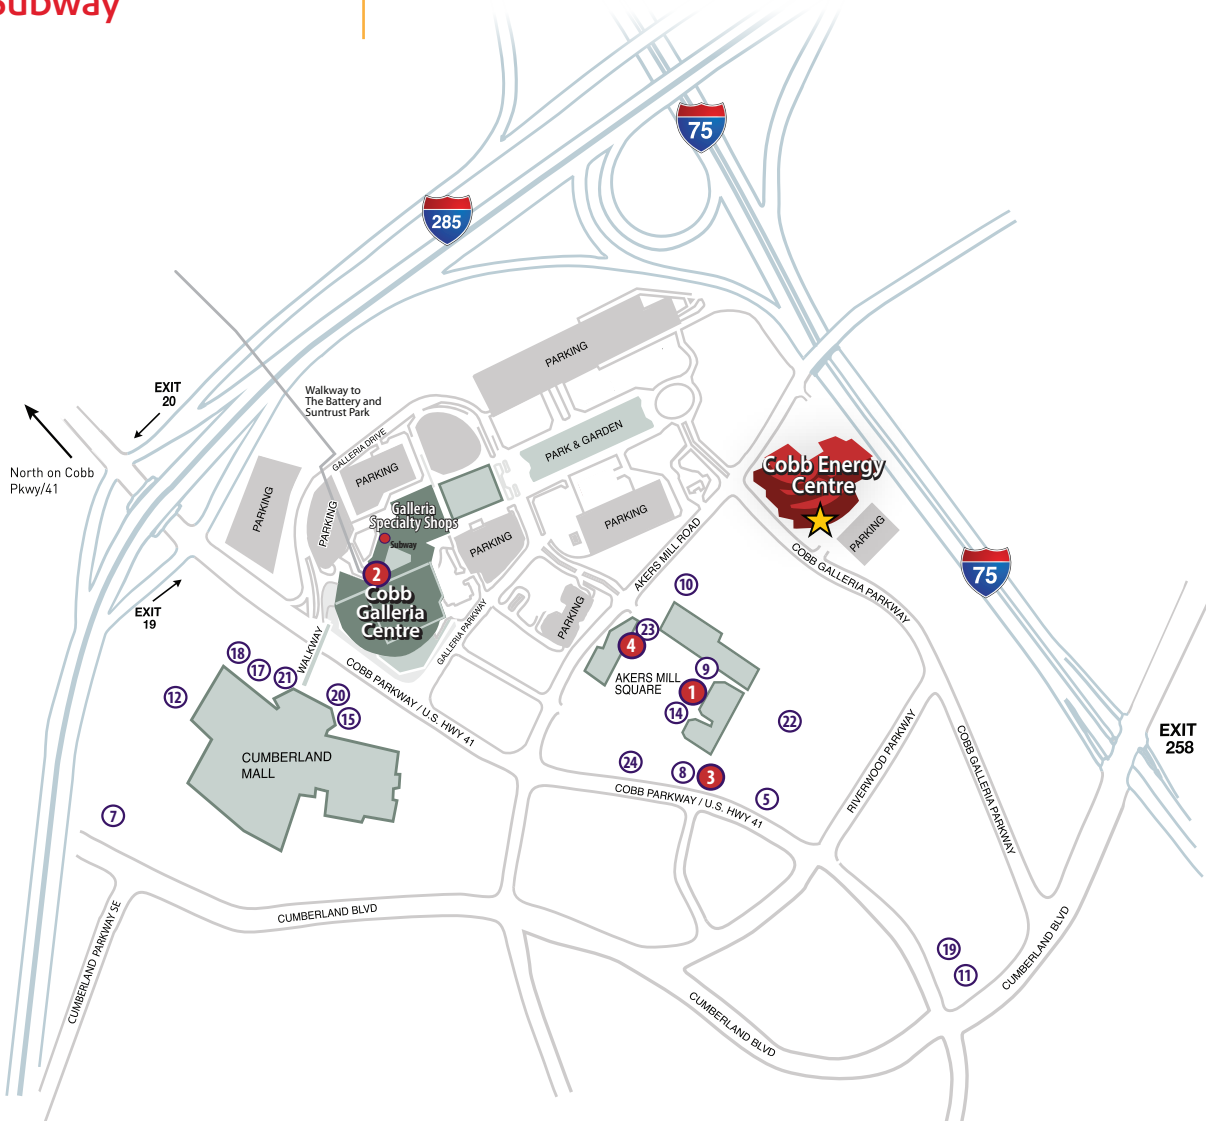 Subway
75
285
EXIT
20
North on Cobb
Pkwy/41
Walkway to
The Battery and
Suntrust Park
GALLERIA DRIVE
PARKING
PARK & GARDEN
PARKING
PARKING
PARKING
PARKING
PARKING
Galleria
Specialty Shops
Subway
2
Cobb
Galleria
Centre
Cobb Energy
Centre
PARKING
AKERS MILL ROAD
COBB GALLERIA PARKWAY
75
EXIT
19
PARKING
GALLERIA PARKWAY
WALKWAY
COBB PARKWAY / U.S. HWY 41
10
23
4
9
AKERS MILL
SQUARE
1
14
22
18
17
21
12
20
15
CUMBERLAND
MALL
24
8
3
5
COBB PARKWAY / U.S. HWY 41
RIVERWOOD PARKWAY
COBB GALLERIA PARKWAY
EXIT
258
7
CUMBERLAND BLVD
CUMBERLAND PARKWAY SE
19
11
CUMBERLAND BLVD
CUMBERLAND BLVD